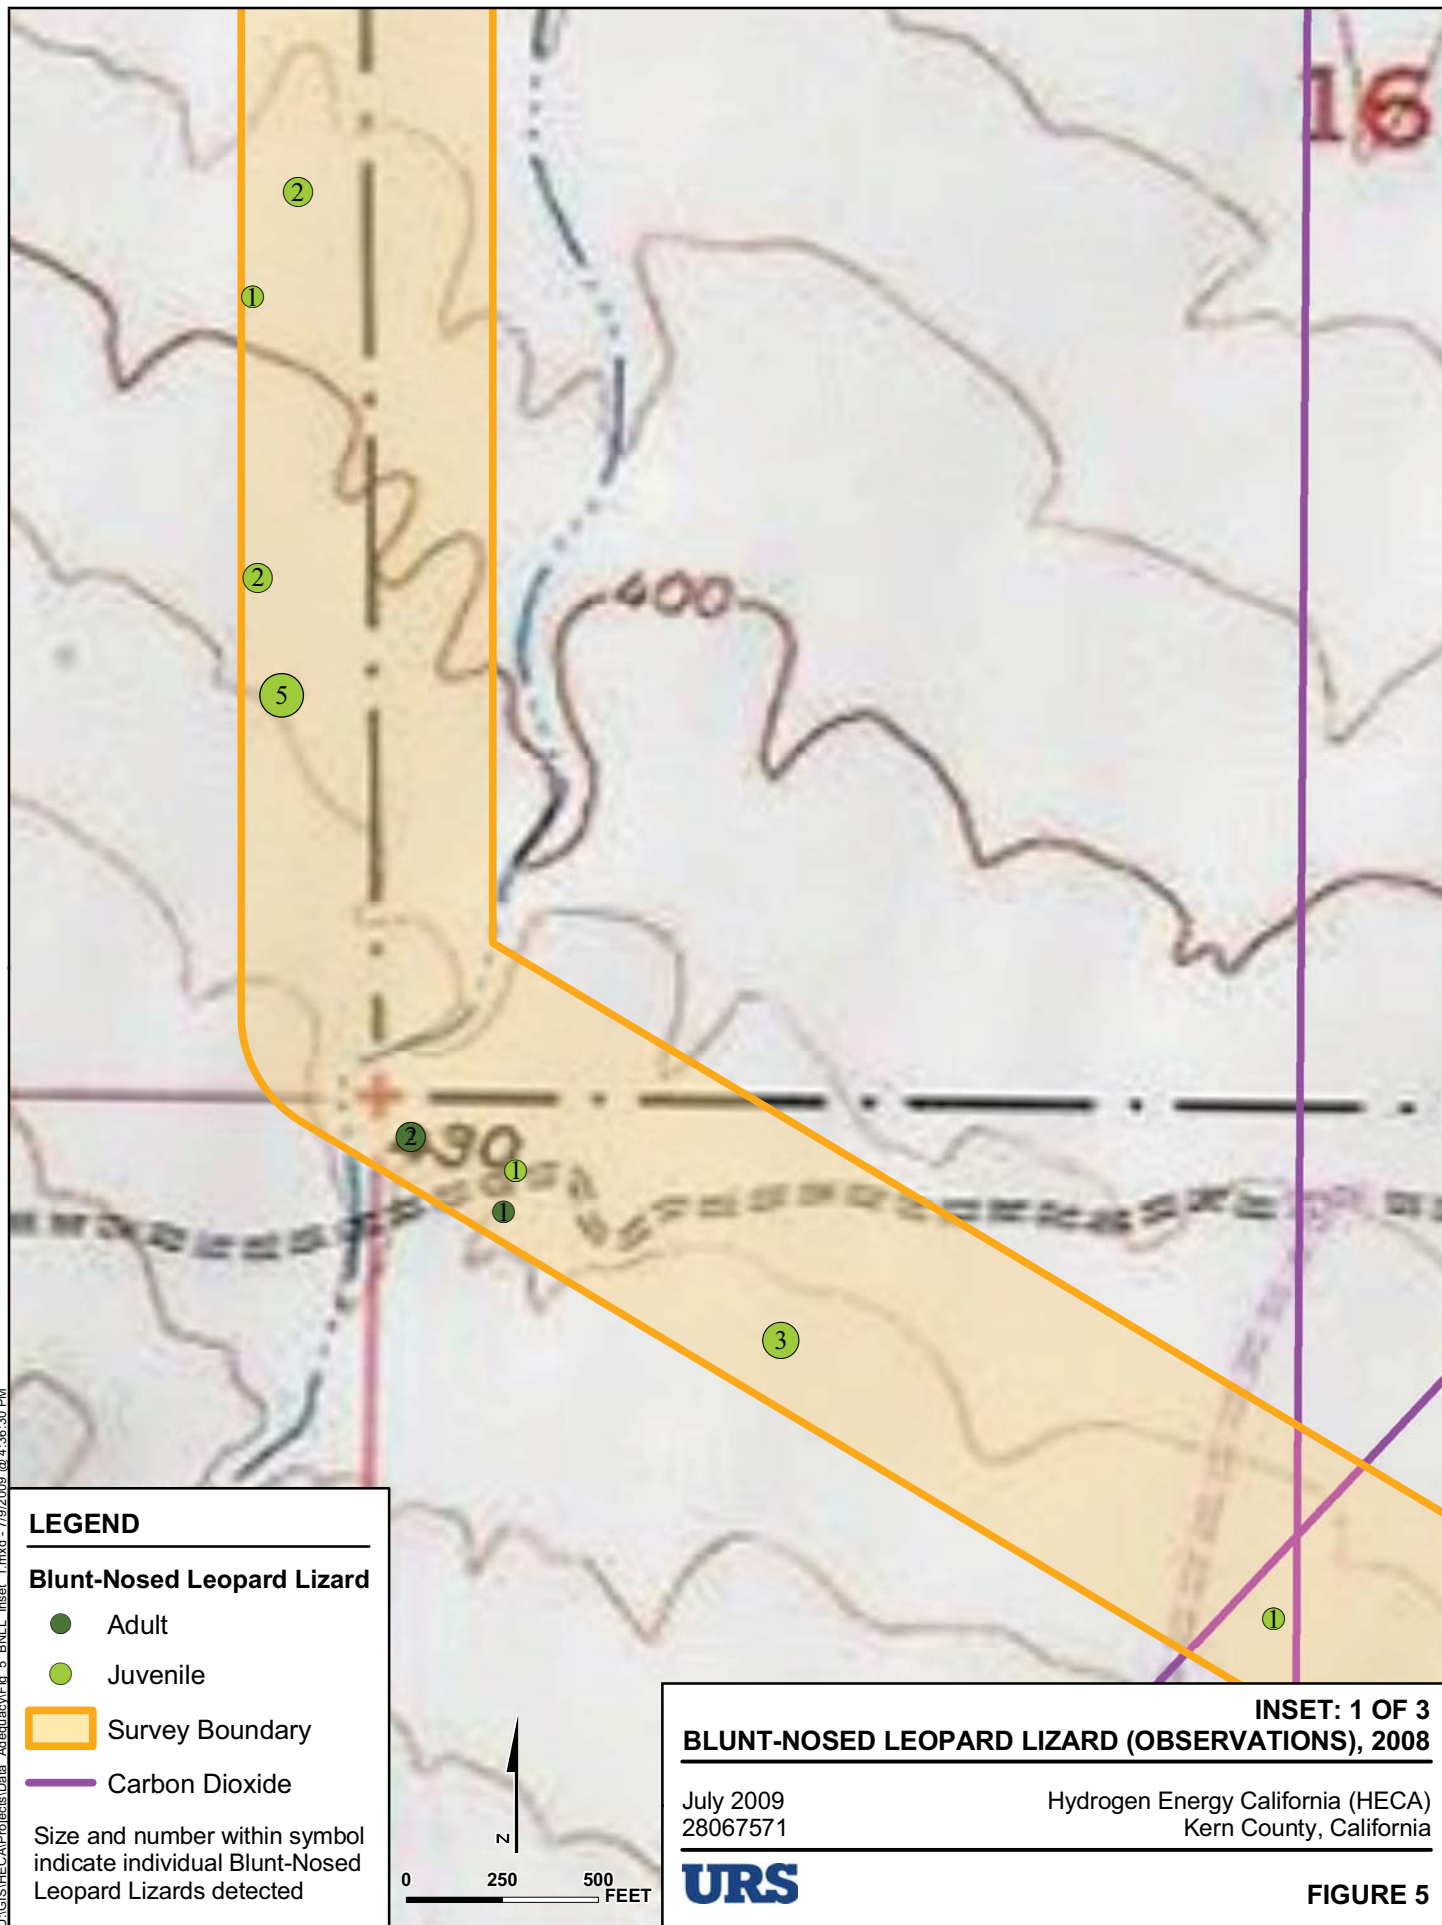 16
2
1
400
2
5
2
390
1
1
3
1
LEGEND
Blunt-Nosed Leopard Lizard
Adult
Juvenile
Survey Boundary
Carbon Dioxide
Size and number within symbol
indicate individual Blunt-Nosed
Leopard Lizards detected
Z
0 250 500
FEET
INSET: 1 OF 3
BLUNT-NOSED LEOPARD LIZARD (OBSERVATIONS), 2008
July 2009
28067571
Hydrogen Energy California (HECA)
Kern County, California
URS
FIGURE 5